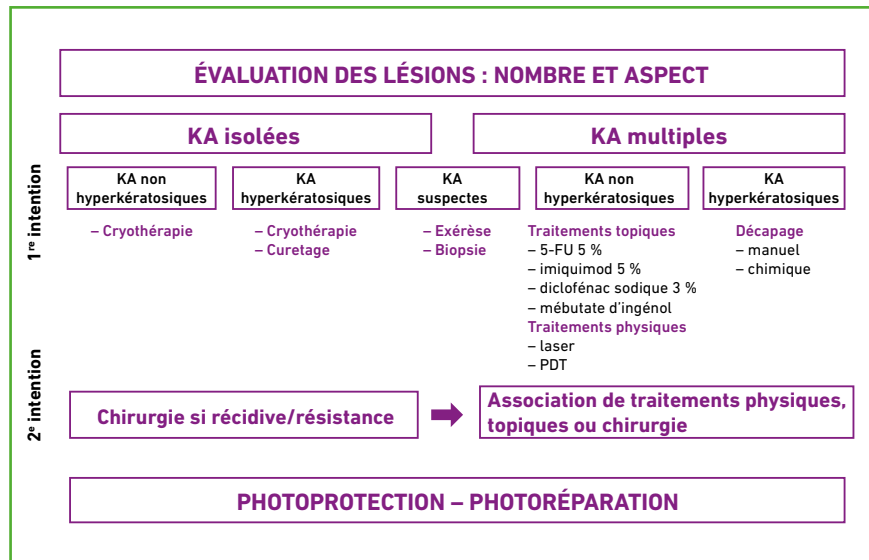 ÉVALUATION DES LÉSIONS : NOMBRE ET ASPECT
KA isolées
KA multiples
1re intention
KA non
hyperkératosiques
– Cryothérapie
KA
hyperkératosiques
– Cryothérapie
– Curetage
KA
suspectes
– Exérèse
– Biopsie
KA non
hyperkératosiques
Traitements topiques
– 5-FU 5 %
– imiquimod 5 %
– diclofénac sodique 3 %
– mébutate d'ingénol
Traitements physiques
– laser
– PDT
KA
hyperkératosiques
Décapage
– manuel
– chimique
2e intention
Chirurgie si récidive/résistance
Association de traitements physiques,
topiques ou chirurgie
PHOTOPROTECTION – PHOTORÉPARATION